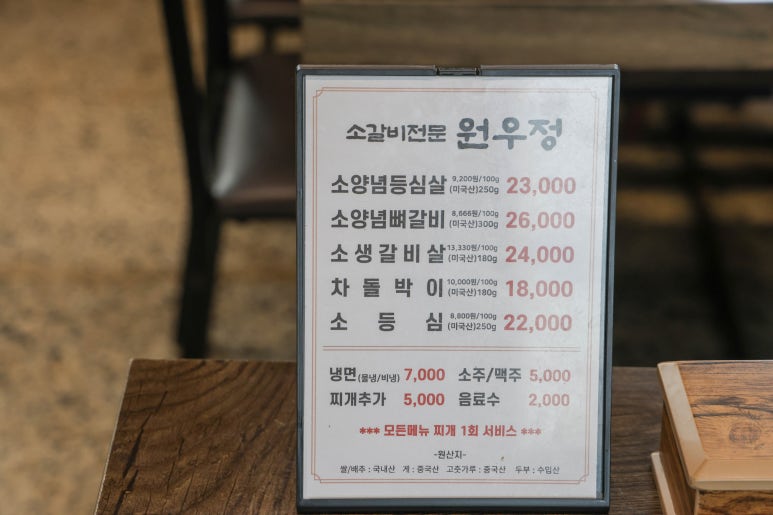 소갈비전문 원우정
소양념등심살 9,200원/100g (미국산)250g 23,000
소양념뼈갈비 8,666원/100g (미국산)300g 26,000
소생갈비살 13,330원/100g (미국산)180g 24,000
차돌박이 10,000원/100g (미국산)180g 18,000
소등심 8,800원/100g (미국산)250g 22,000
냉면(물냉/비냉) 7,000 소주/맥주 5,000
찌개추가 5,000 음료수 2,000
*** 모든메뉴 찌개 1회 서비스 ***
-원산지-
쌀/배추 : 국내산 게 : 중국산 고춧가루 : 중국산 두부 : 수입산